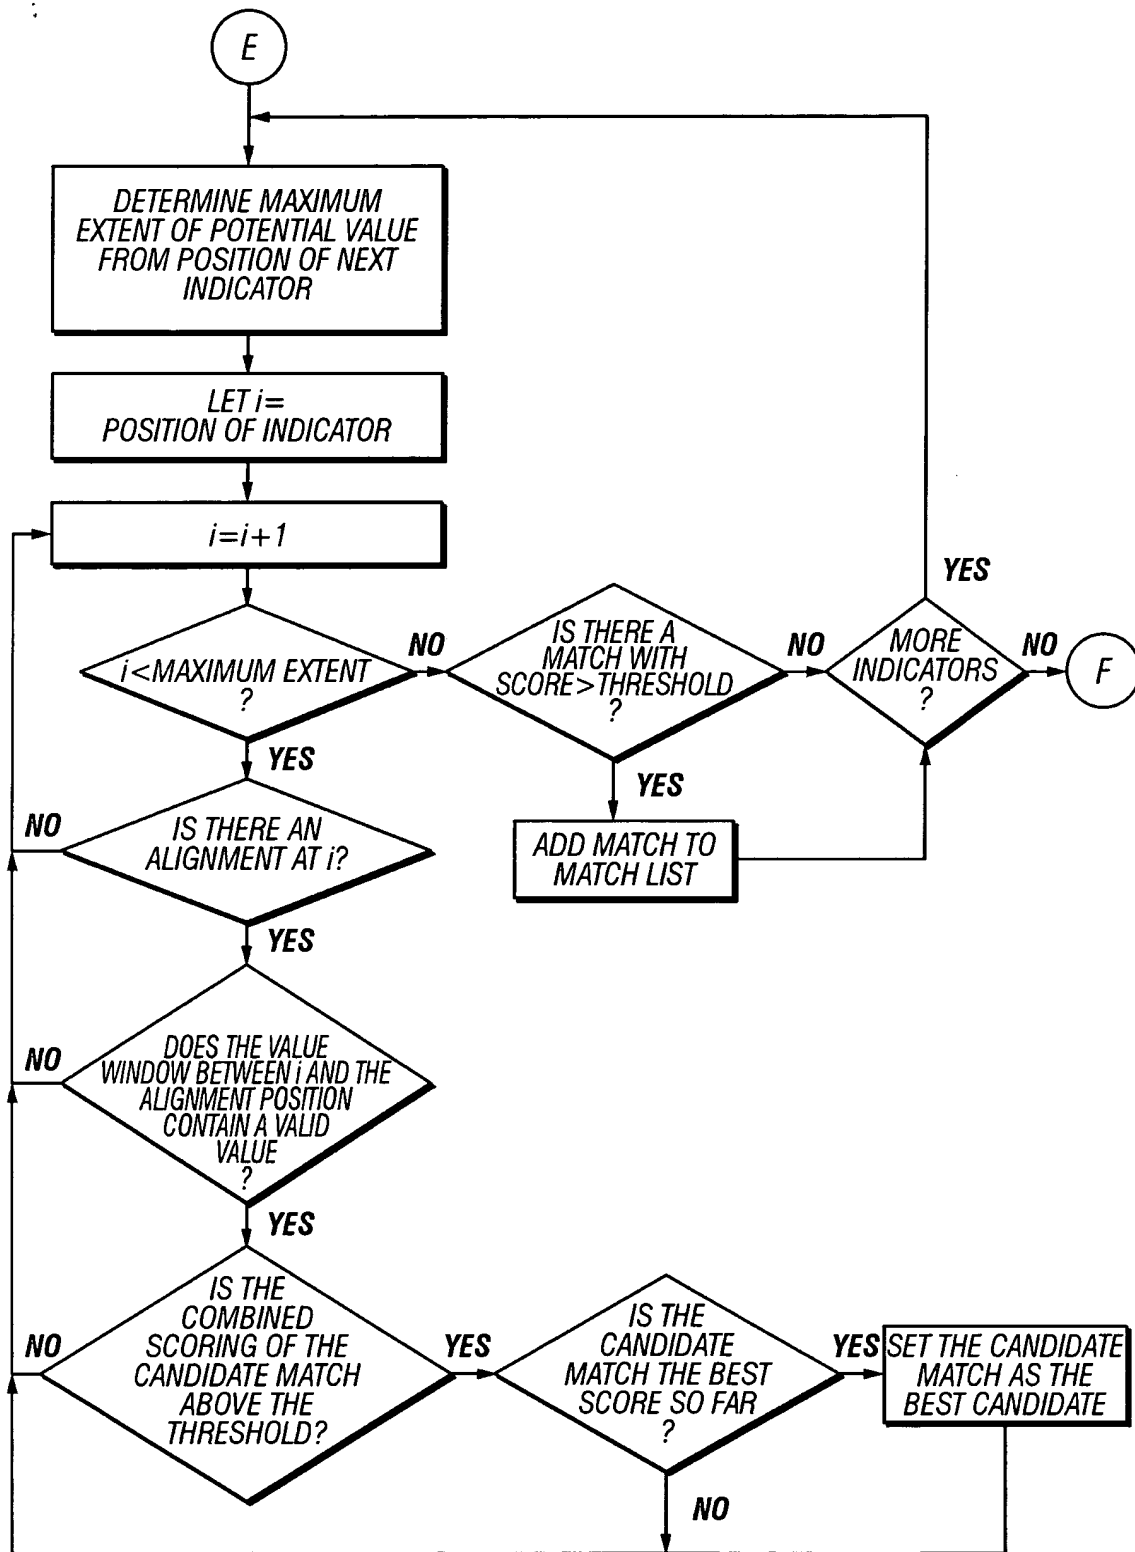 E
DETERMINE MAXIMUM
EXTENT OF POTENTIAL VALUE
FROM POSITION OF NEXT
INDICATOR
LET i=
POSITION OF INDICATOR
i=i+1
i<MAXIMUM EXTENT
?
NO
IS THERE A
MATCH WITH
SCORE>THRESHOLD
?
NO
MORE
INDICATORS
?
YES
NO
F
YES
ADD MATCH TO
MATCH LIST
YES
IS THERE AN
ALIGNMENT AT i?
NO
YES
DOES THE VALUE
WINDOW BETWEEN i AND THE
ALIGNMENT POSITION
CONTAIN A VALID
VALUE
?
NO
YES
IS THE
COMBINED
SCORING OF THE
CANDIDATE MATCH
ABOVE THE
THRESHOLD?
NO
YES
IS THE
CANDIDATE
MATCH THE BEST
SCORE SO FAR
?
YES
SET THE CANDIDATE
MATCH AS THE
BEST CANDIDATE
NO